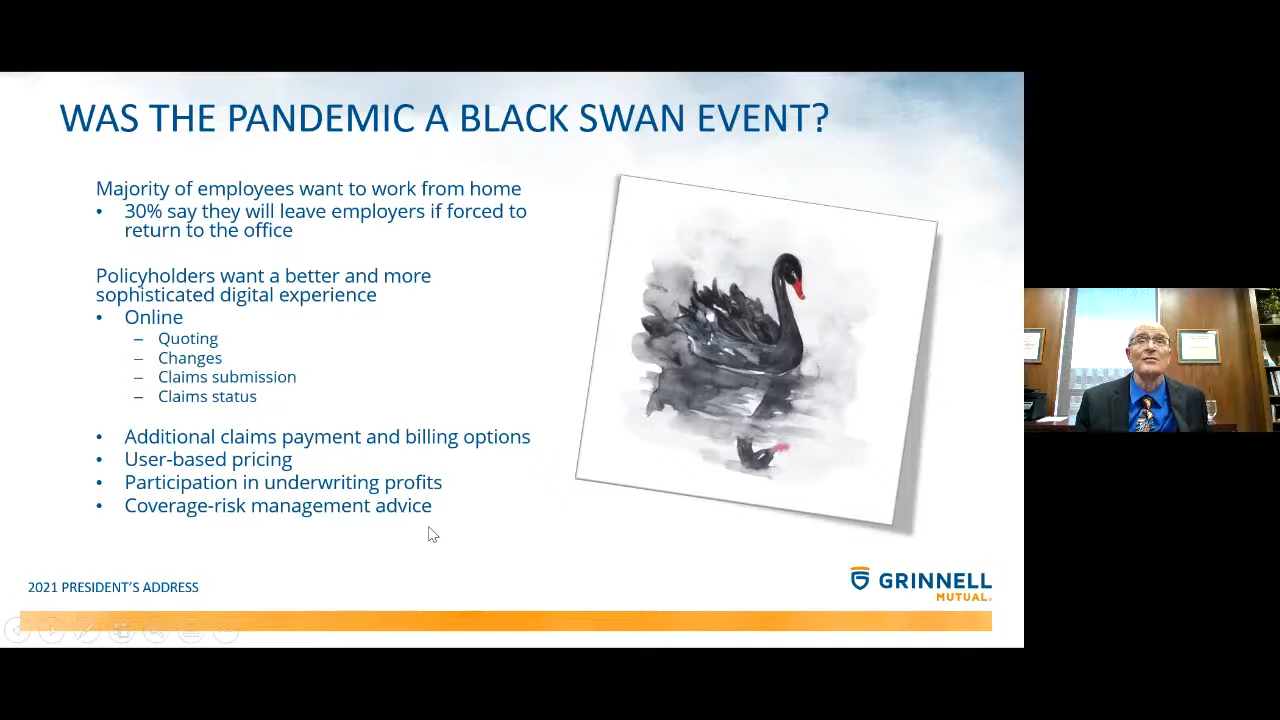 WAS THE PANDEMIC A BLACK SWAN EVENT?
Majority of employees want to work from home
• 30% say they will leave employers if forced to
return to the office
Policyholders want a better and more
sophisticated digital experience
• Online
– Quoting
– Changes
– Claims submission
– Claims status
• Additional claims payment and billing options
• User-based pricing
• Participation in underwriting profits
• Coverage-risk management advice
2021 PRESIDENT'S ADDRESS
GRINNELL
MUTUAL®